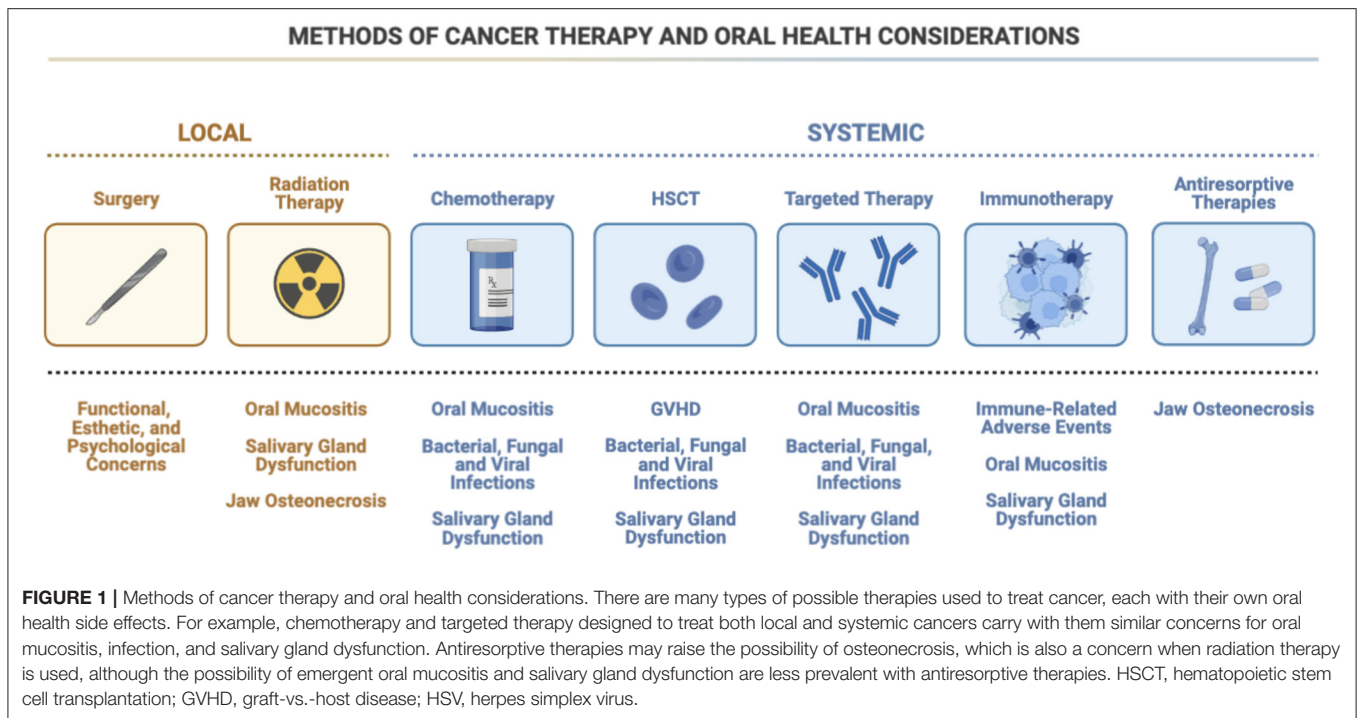 METHODS OF CANCER THERAPY AND ORAL HEALTH CONSIDERATIONS
LOCAL
SYSTEMIC
Surgery
Radiation
Therapy
Chemotherapy
HSCT
Targeted Therapy
Immunotherapy
Antiresorptive
Therapies
Rx
Functional,
Esthetic, and
Psychological
Concerns
Oral Mucositis
Salivary Gland
Dysfunction
Jaw Osteonecrosis
Oral Mucositis
Bacterial, Fungal
and Viral
Infections
Salivary Gland
Dysfunction
GVHD
Bacterial, Fungal
and Viral
Infections
Salivary Gland
Dysfunction
Oral Mucositis
Bacterial, Fungal,
and Viral
Infections
Salivary Gland
Dysfunction
Immune-Related
Adverse Events
Oral Mucositis
Salivary Gland
Dysfunction
Jaw Osteonecrosis
FIGURE 1 | Methods of cancer therapy and oral health considerations. There are many types of possible therapies used to treat cancer, each with their own oral
health side effects. For example, chemotherapy and targeted therapy designed to treat both local and systemic cancers carry with them similar concerns for oral
mucositis, infection, and salivary gland dysfunction. Antiresorptive therapies may raise the possibility of osteonecrosis, which is also a concern when radiation therapy
is used, although the possibility of emergent oral mucositis and salivary gland dysfunction are less prevalent with antiresorptive therapies. HSCT, hematopoietic stem
cell transplantation; GVHD, graft-vs.-host disease; HSV, herpes simplex virus.